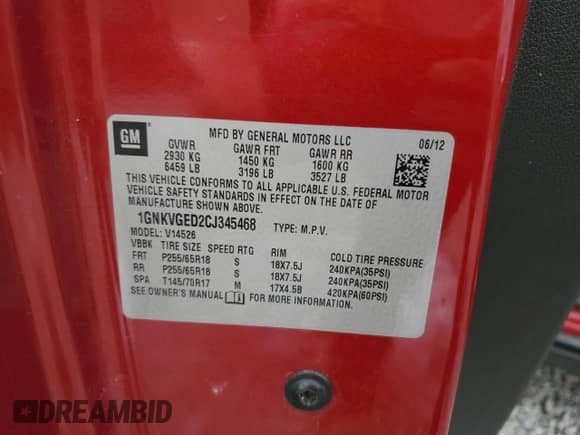 GM
MFD BY GENERAL MOTORS LLC 06/12
GVWR GAWR FRT GAWR RR
2930 KG 1450 KG 1600 KG
6459 LB 3196 LB 3527 LB
THIS VEHICLE CONFORMS TO ALL APPLICABLE U.S. FEDERAL MOTOR
VEHICLE SAFETY STANDARDS IN EFFECT ON THE DATE OF
MANUFACTURE SHOWN ABOVE.
1GNKVGED2CJ345468 TYPE: M.P.V.
MODEL: V14526
VBBK TIRE SIZE SPEED RTG RIM COLD TIRE PRESSURE
FRT P255/65R18 S 18X7.5J 240KPA(35PSI)
RR P255/65R18 S 18X7.5J 240KPA(35PSI)
SPA T145/70R17 M 17X4.5B 420KPA(60PSI)
SEE OWNER'S MANUAL FOR MORE INFORMATION.
DREAMBID